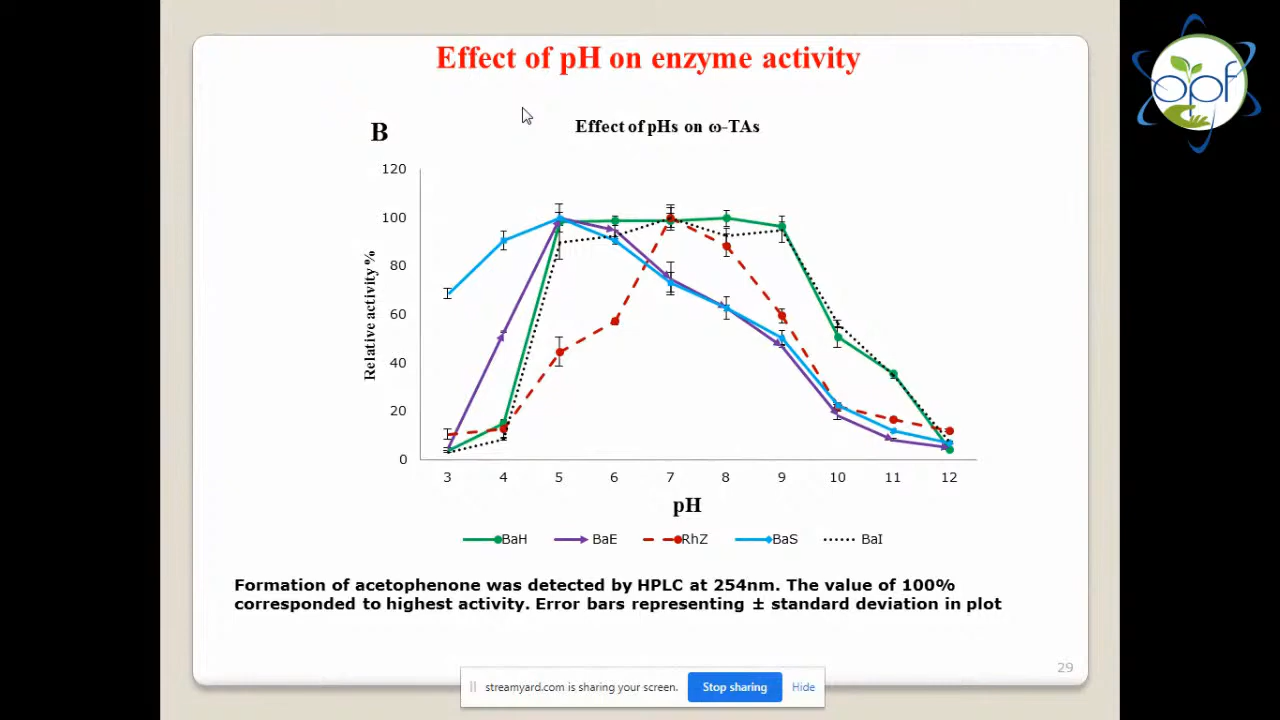 Effect of pH on enzyme activity
opf
B
Effect of pHs on ω-TAs
Relative activity %
120
100
80
60
40
20
0
3 4 5 6 7 8 9 10 11 12
pH
BaH BaE RhZ BaS BaI
Formation of acetophenone was detected by HPLC at 254nm. The value of 100%
corresponded to highest activity. Error bars representing ± standard deviation in plot
29
streamyard.com is sharing your screen. Stop sharing Hide